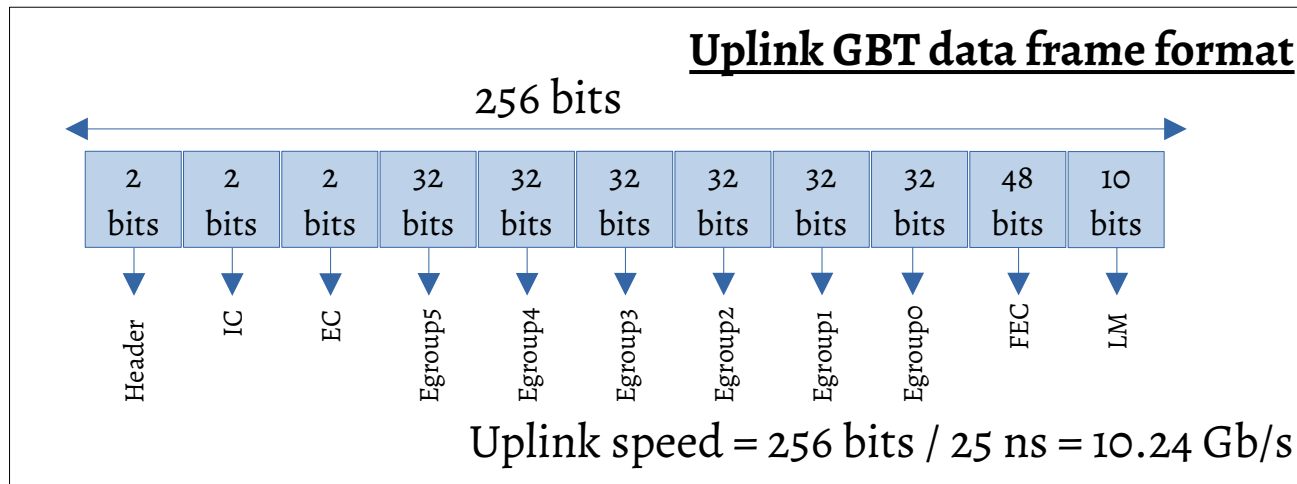 Uplink GBT data frame format
256 bits
2 bits
2 bits
2 bits
32 bits
32 bits
32 bits
32 bits
32 bits
32 bits
48 bits
10 bits
Header
IC
EC
Egroup5
Egroup4
Egroup3
Egroup2
Egroup1
Egroup0
FEC
LM
Uplink speed = 256 bits / 25 ns = 10.24 Gb/s